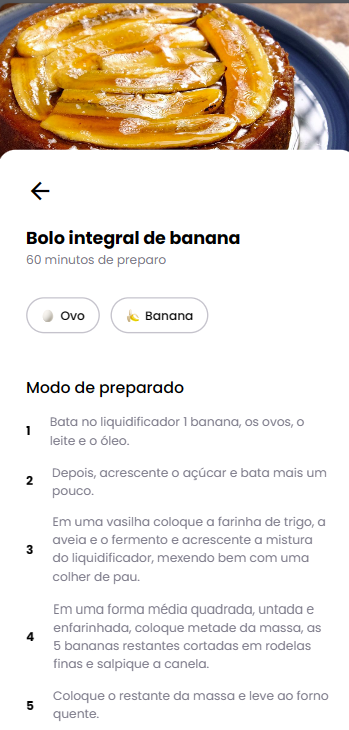 Bolo integral de banana
60 minutos de preparo
Ovo
Banana
Modo de preparado
1
Bata no liquidificador 1 banana, os ovos, o
leite e o óleo.
2
Depois, acrescente o açúcar e bata mais um
pouco.
3
Em uma vasilha coloque a farinha de trigo, a
aveia e o fermento e acrescente a mistura
do liquidificador, mexendo bem com uma
colher de pau.
4
Em uma forma média quadrada, untada e
enfarinhada, coloque metade da massa, as
5 bananas restantes cortadas em rodelas
finas e salpique a canela.
5
Coloque o restante da massa e leve ao forno
quente.